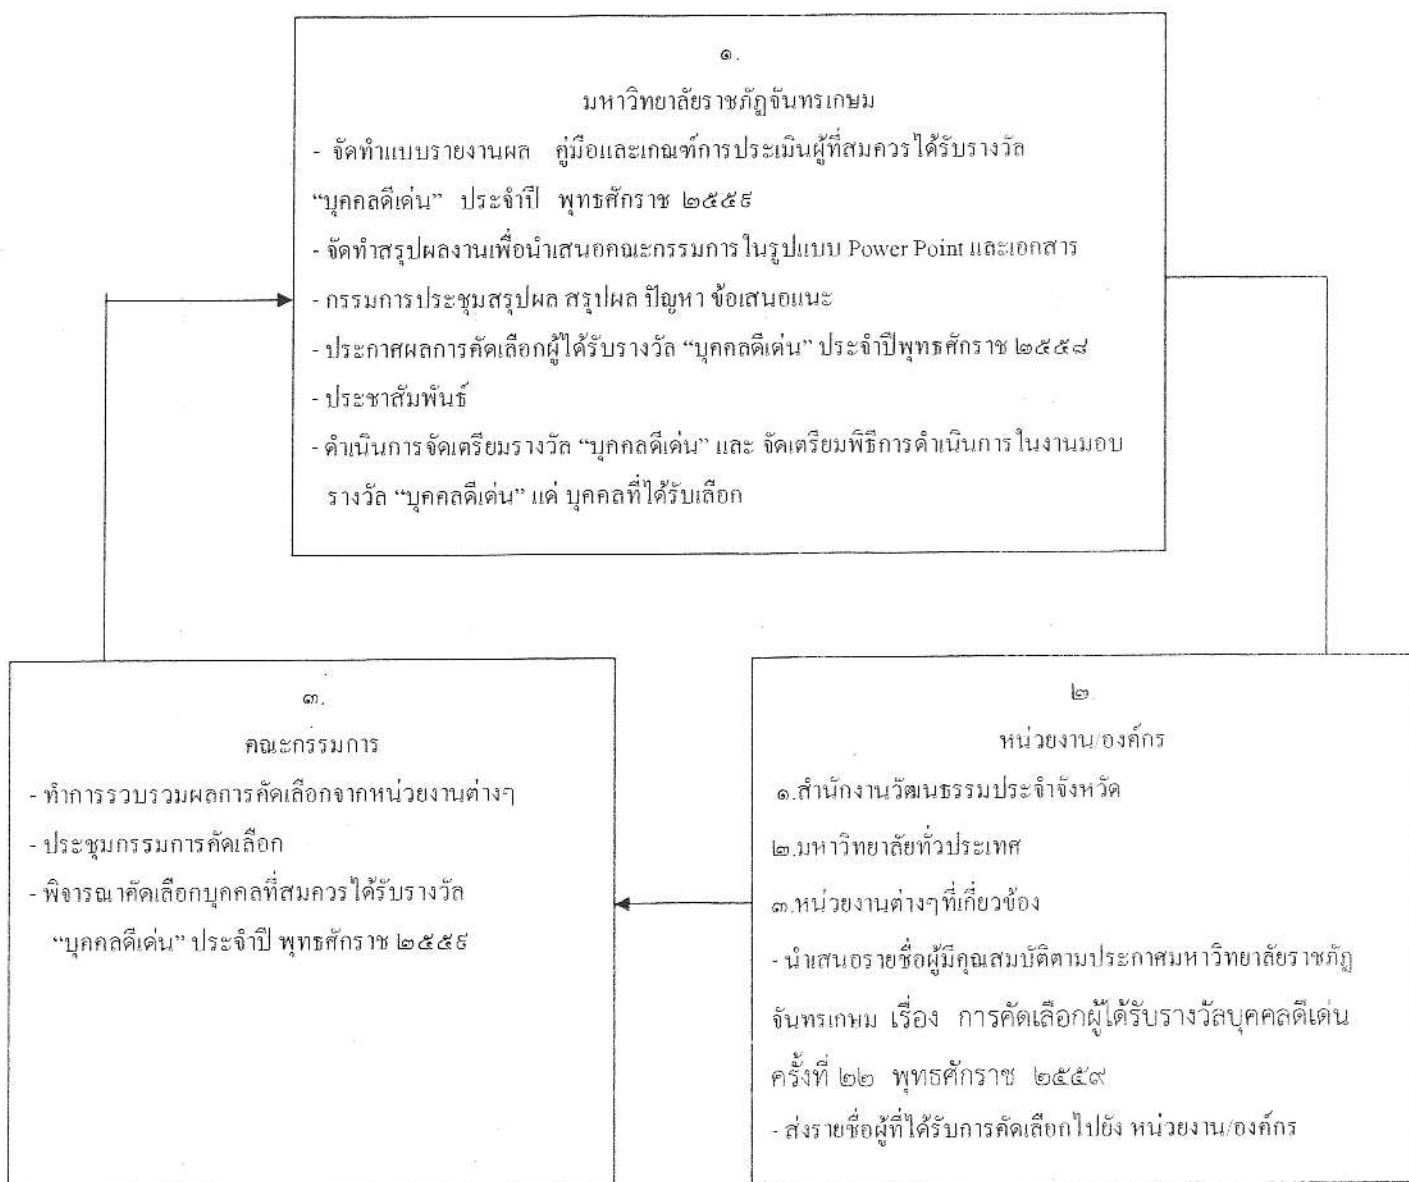 ๑.
มหาวิทยาลัยราชภัฏจันทรเกษม
- จัดทำแบบรายงานผล คู่มือและเกณฑ์การประเมินผู้ที่สมควรได้รับรางวัล
“บุคคลดีเด่น” ประจำปี พุทธศักราช ๒๕๕๙
- จัดทำสรุปผลงานเพื่อนำเสนอคณะกรรมการในรูปแบบ Power Point และเอกสาร
- กรรมการประชุมสรุปผล สรุปผล ปัญหา ข้อเสนอแนะ
- ประกาศผลการคัดเลือกผู้ได้รับรางวัล “บุคคลดีเด่น” ประจำปีพุทธศักราช ๒๕๕๘
- ประชาสัมพันธ์
- ดำเนินการจัดเตรียมรางวัล “บุคคลดีเด่น” และ จัดเตรียมพิธีการดำเนินการในงานมอบ
รางวัล “บุคคลดีเด่น” แด่ บุคคลที่ได้รับเลือก
๓.
คณะกรรมการ
- ทำการรวบรวมผลการคัดเลือกจากหน่วยงานต่างๆ
- ประชุมกรรมการคัดเลือก
- พิจารณาคัดเลือกบุคคลที่สมควรได้รับรางวัล
“บุคคลดีเด่น” ประจำปี พุทธศักราช ๒๕๕๙
๒.
หน่วยงาน/องค์กร
๑.สำนักงานวัฒนธรรมประจำจังหวัด
๒.มหาวิทยาลัยทั่วประเทศ
๓.หน่วยงานต่างๆที่เกี่ยวข้อง
- นำเสนอรายชื่อผู้มีคุณสมบัติตามประกาศมหาวิทยาลัยราชภัฏ
จันทรเกษม เรื่อง การคัดเลือกผู้ได้รับรางวัลบุคคลดีเด่น
ครั้งที่ ๒๒ พุทธศักราช ๒๕๕๙
- ส่งรายชื่อผู้ที่ได้รับการคัดเลือกไปยัง หน่วยงาน/องค์กร